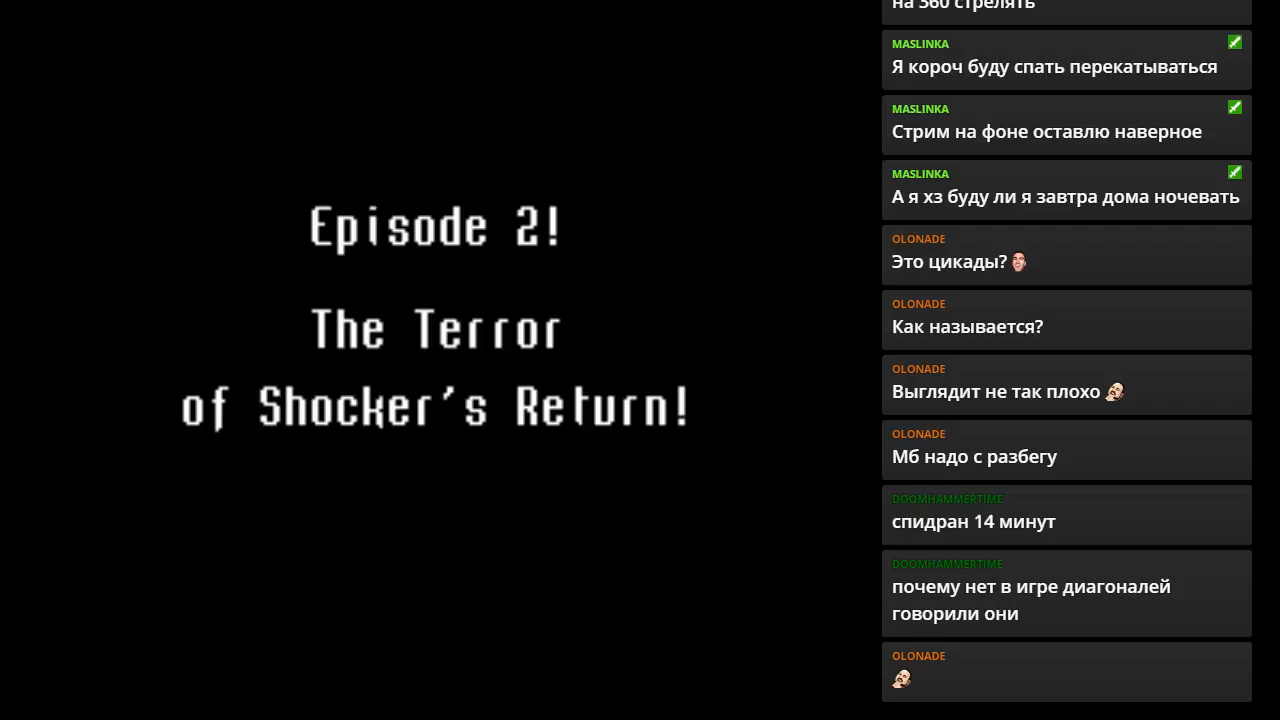 Episode 2!
The Terror
of Shocker's Return!
на 360 стрелять
MASLINKA
Я короч буду спать перекатываться
MASLINKA
Стрим на фоне оставлю наверное
MASLINKA
А я хз буду ли я завтра дома ночевать
OLONADE
Это цикады?
OLONADE
Как называется?
OLONADE
Выглядит не так плохо
OLONADE
Мб надо с разбегу
DOOMHAMMERTIME
спидран 14 минут
DOOMHAMMERTIME
почему нет в игре диагоналей
говорили они
OLONADE